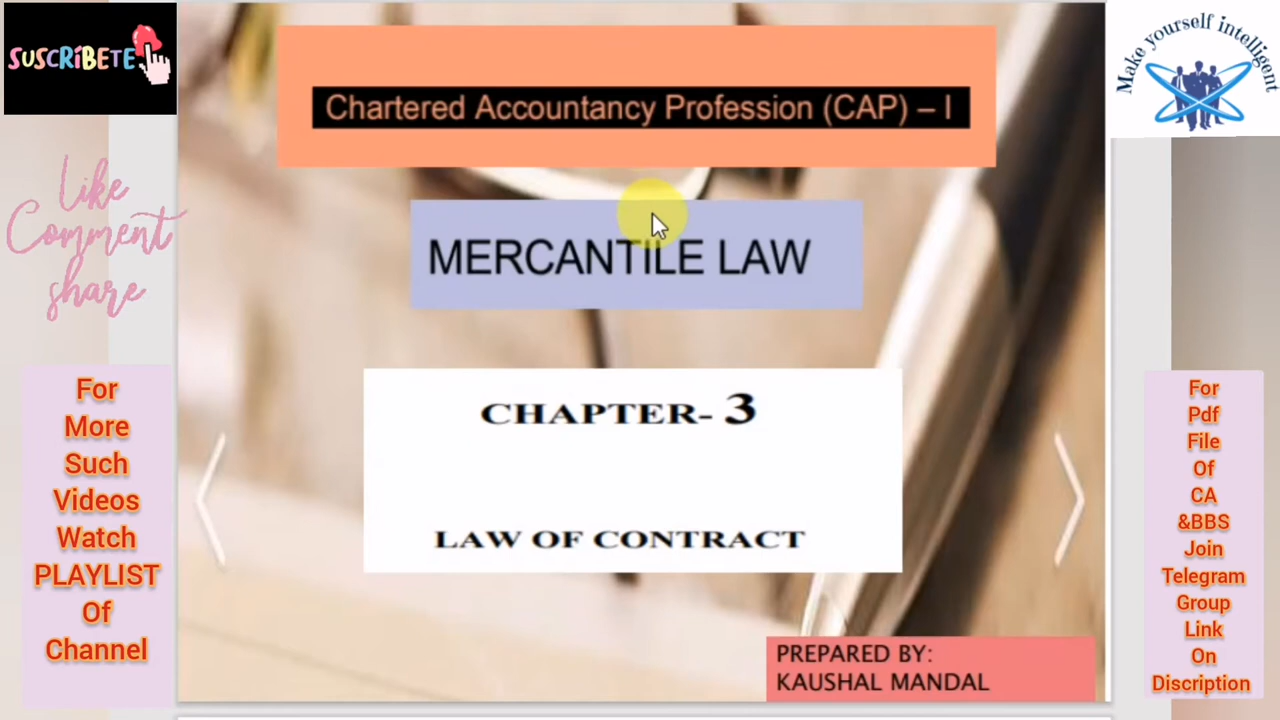 SUSCRÍBETE
Chartered Accountancy Profession (CAP) – I
Make yourself intelligent
like
Comment
share
MERCANTILE LAW
CHAPTER- 3
LAW OF CONTRACT
For
More
Such
Videos
Watch
PLAYLIST
Of
Channel
For
Pdf
File
Of
CA
&BBS
Join
Telegram
Group
Link
On
Discription
PREPARED BY:
KAUSHAL MANDAL